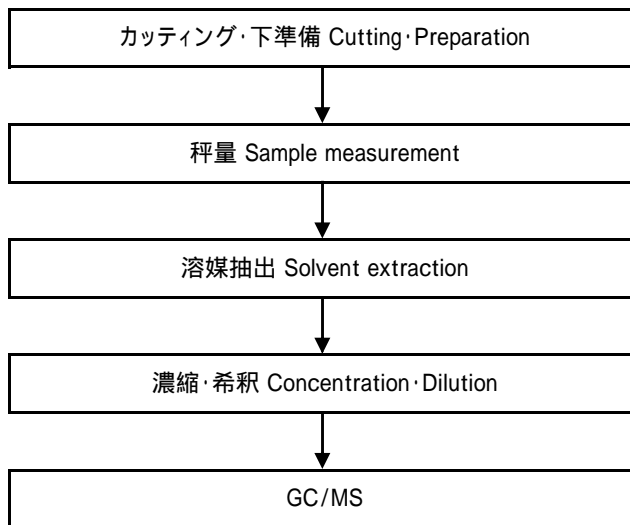 カッティング･下準備 Cutting･Preparation
秤量 Sample measurement
溶媒抽出 Solvent extraction
濃縮･希釈 Concentration･Dilution
GC/MS